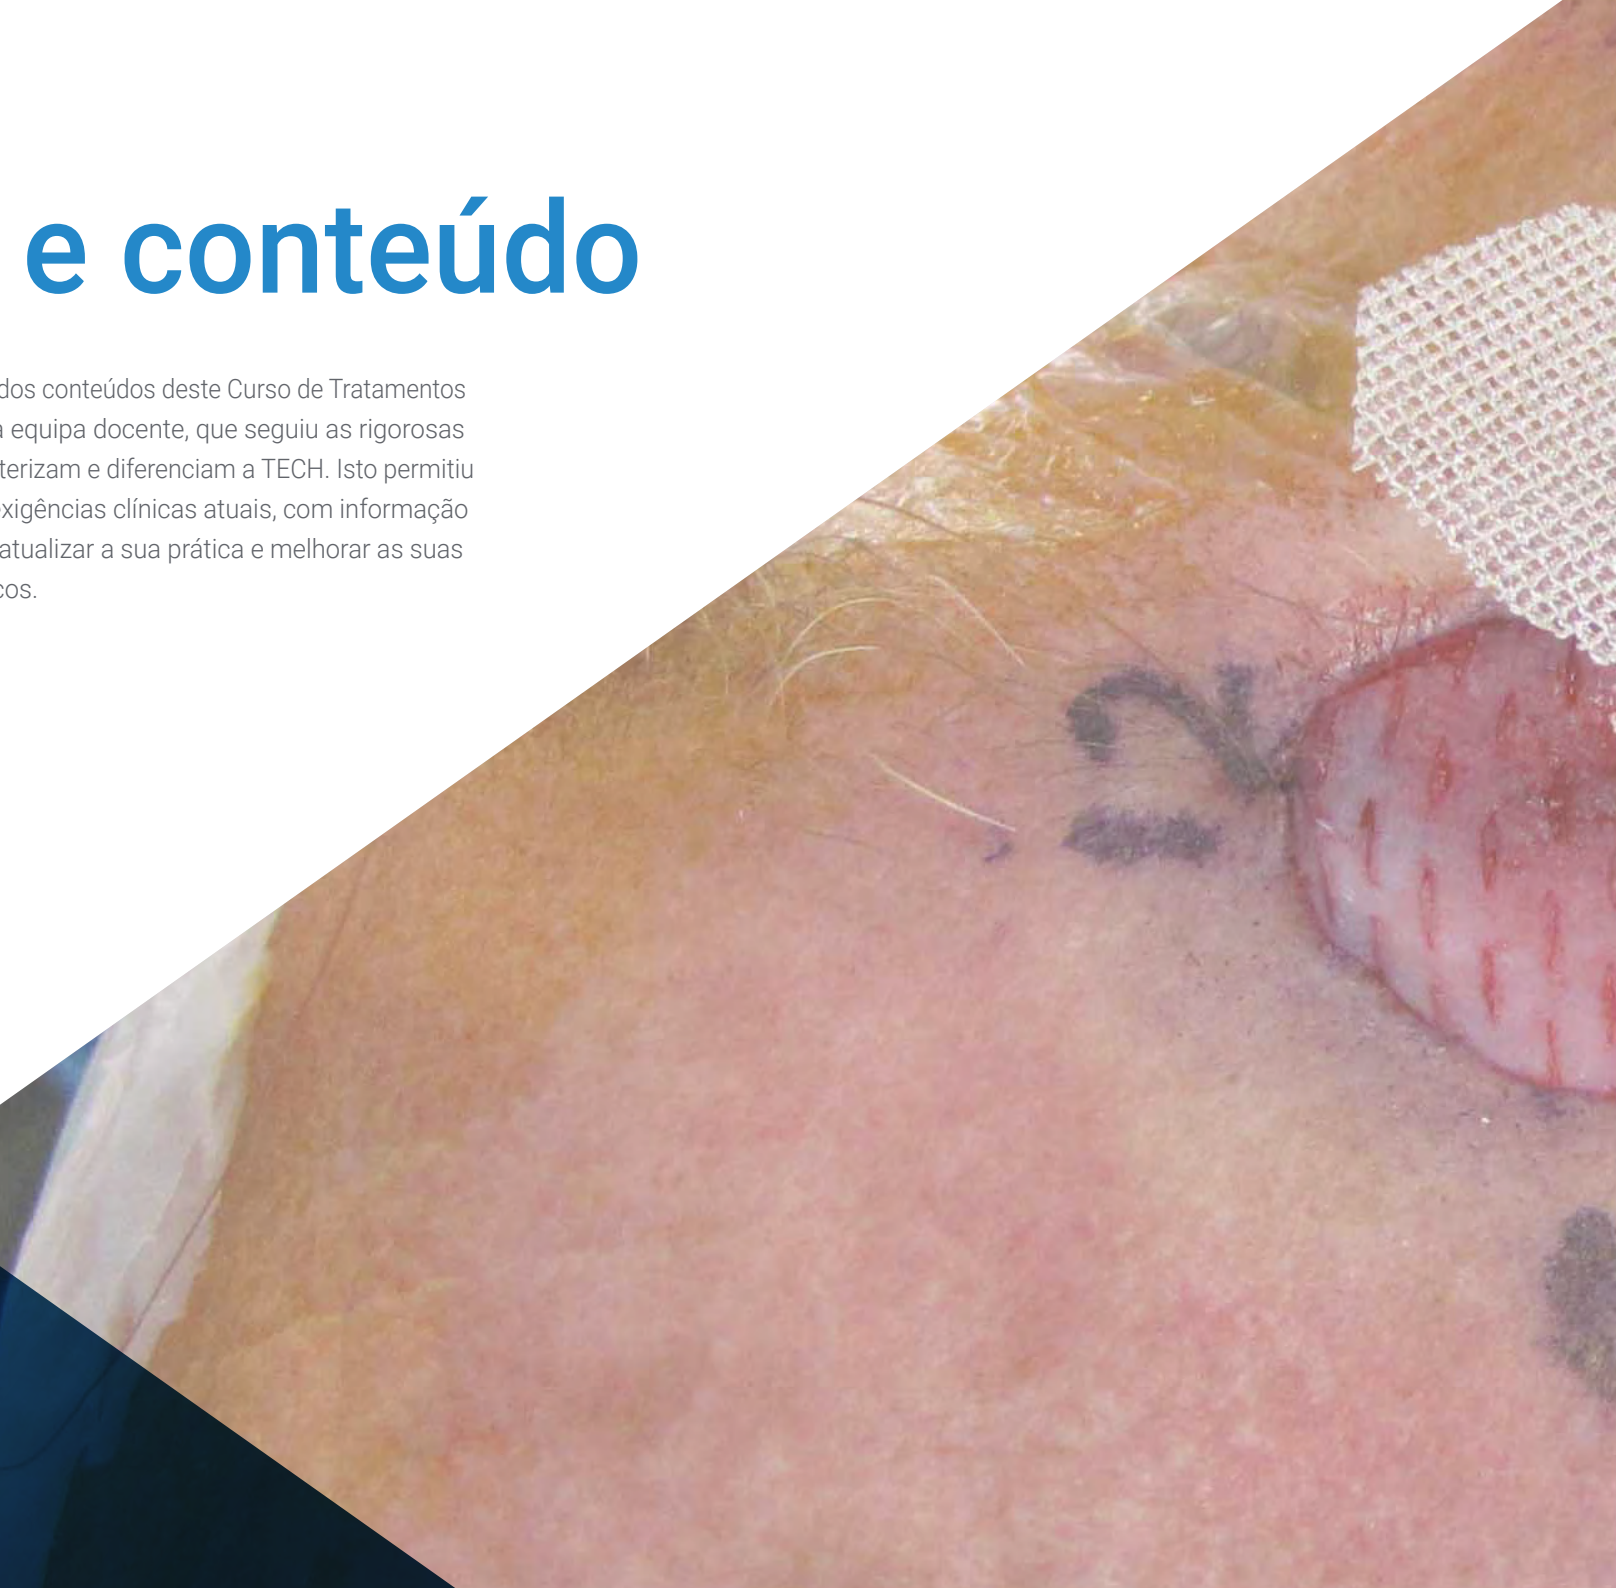 e conteúdo
dos conteúdos deste Curso de Tratamentos
equipa docente, que seguiu as rigorosas
terizam e diferenciam a TECH. Isto permitiu
xigências clínicas atuais, com informação
atualizar a sua prática e melhorar as suas
cos.
12